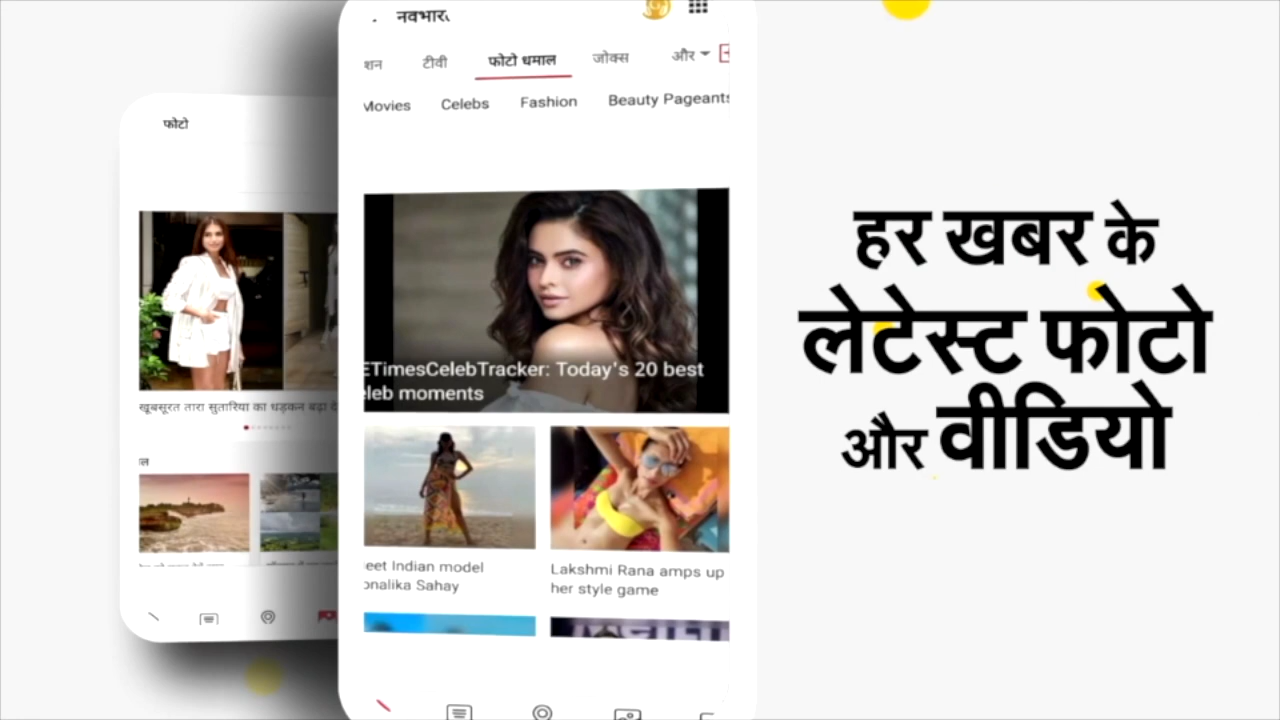 फोटो
खूबसूरत तारा सुतारिया का धड़कन बढ़ा
नवभार
शन टीवी फोटो धमाल जोक्स और
Movies Celebs Fashion Beauty Pageants
ETimesCelebTracker: Today's 20 best
eleb moments
eet Indian model
onalika Sahay
Lakshmi Rana amps up
her style game
हर खबर के
लेटेस्ट फोटो
और वीडियो